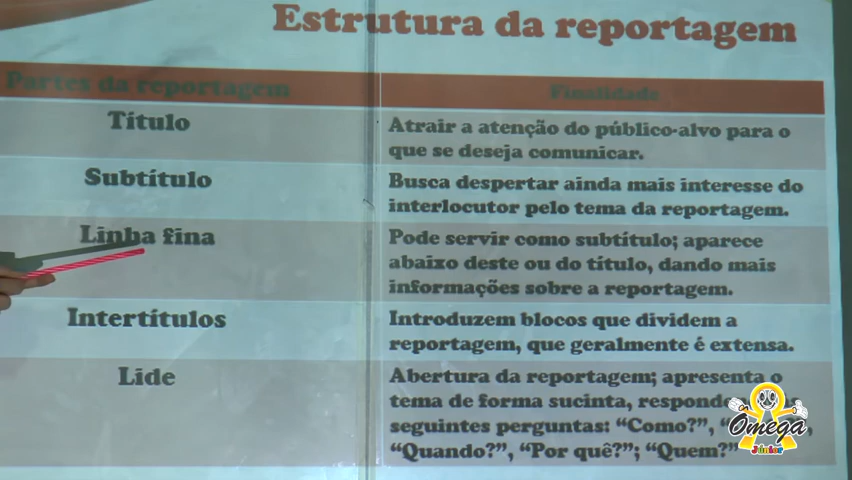 Estrutura da reportagem
Partes da reportagem
Finalidade
Título
Atrair a atenção do público-alvo para o
que se deseja comunicar.
Subtítulo
Busca despertar ainda mais interesse do
interlocutor pelo tema da reportagem.
Linha fina
Pode servir como subtítulo; aparece
abaixo deste ou do título, dando mais
informações sobre a reportagem.
Intertítulos
Introduzem blocos que dividem a
reportagem, que geralmente é extensa.
Lide
Abertura da reportagem; apresenta o
tema de forma sucinta,
seguintes perguntas: “Como?”,
“Quando?”, “Por quê?”; “Quem?”
Omega
Júnior